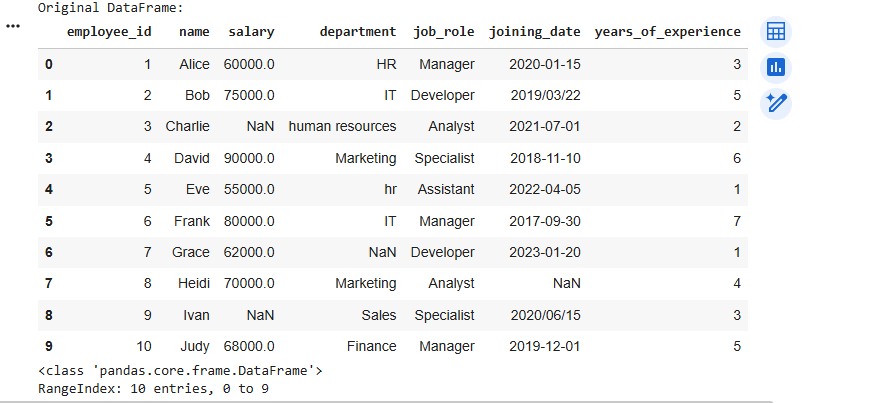 Original DataFrame:
employee_id name salary department job_role joining_date years_of_experience
0 1 Alice 60000.0 HR Manager 2020-01-15 3
1 2 Bob 75000.0 IT Developer 2019/03/22 5
2 3 Charlie NaN human resources Analyst 2021-07-01 2
3 4 David 90000.0 Marketing Specialist 2018-11-10 6
4 5 Eve 55000.0 hr Assistant 2022-04-05 1
5 6 Frank 80000.0 IT Manager 2017-09-30 7
6 7 Grace 62000.0 NaN Developer 2023-01-20 1
7 8 Heidi 70000.0 Marketing Analyst NaN 4
8 9 Ivan NaN Sales Specialist 2020/06/15 3
9 10 Judy 68000.0 Finance Manager 2019-12-01 5
<class 'pandas.core.frame.DataFrame'>
RangeIndex: 10 entries, 0 to 9